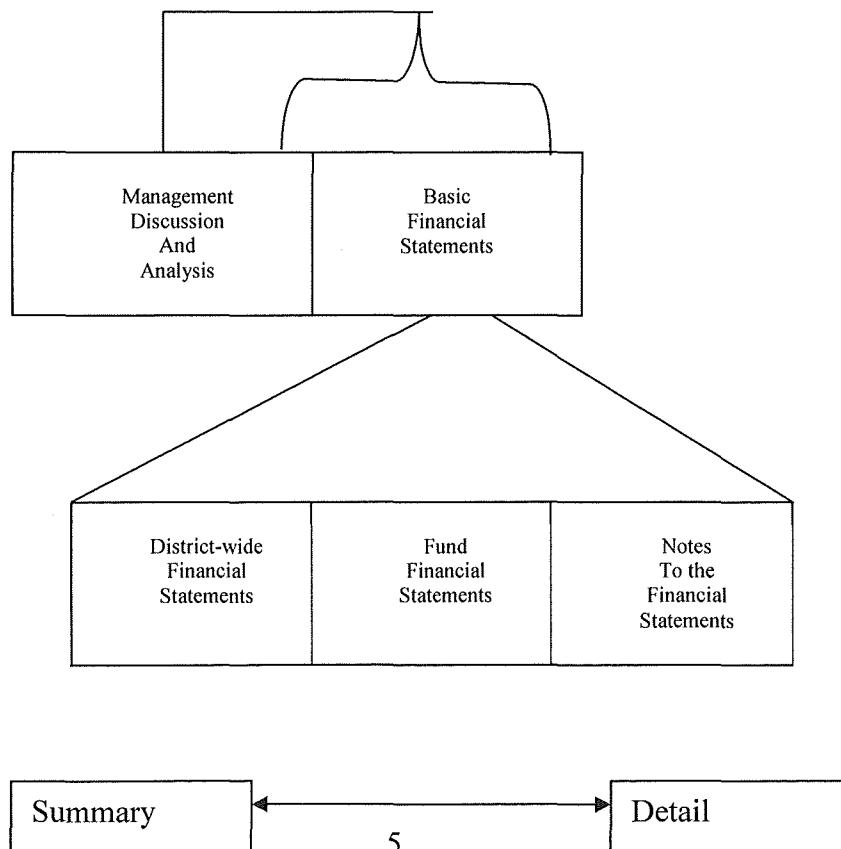 Management
Discussion
And
Analysis
Basic
Financial
Statements
District-wide
Financial
Statements
Fund
Financial
Statements
Notes
To the
Financial
Statements
Summary
Detail
5